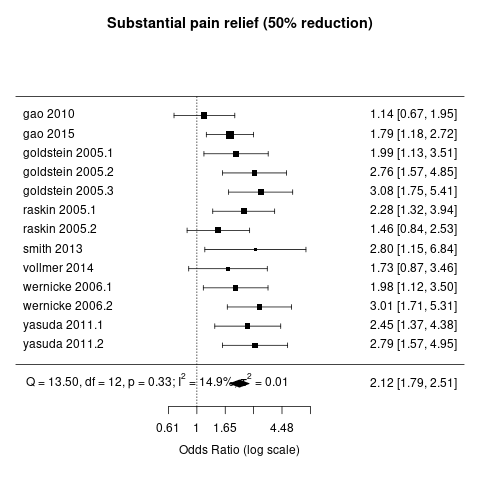 Substantial pain relief (50% reduction)
gao 2010 1.14 [0.67, 1.95]
gao 2015 1.79 [1.18, 2.72]
goldstein 2005.1 1.99 [1.13, 3.51]
goldstein 2005.2 2.76 [1.57, 4.85]
goldstein 2005.3 3.08 [1.75, 5.41]
raskin 2005.1 2.28 [1.32, 3.94]
raskin 2005.2 1.46 [0.84, 2.53]
smith 2013 2.80 [1.15, 6.84]
vollmer 2014 1.73 [0.87, 3.46]
wernicke 2006.1 1.98 [1.12, 3.50]
wernicke 2006.2 3.01 [1.71, 5.31]
yasuda 2011.1 2.45 [1.37, 4.38]
yasuda 2011.2 2.79 [1.57, 4.95]
Q = 13.50, df = 12, p = 0.33; I² = 14.9% ² = 0.01 2.12 [1.79, 2.51]
0.61 1 1.65 4.48
Odds Ratio (log scale)